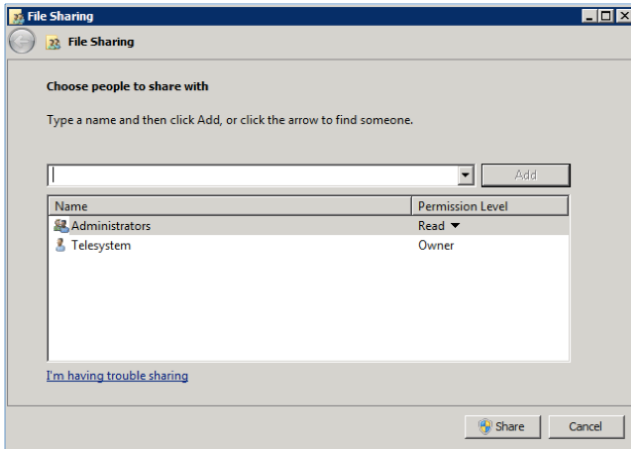 File Sharing
File Sharing
Choose people to share with
Type a name and then click Add, or click the arrow to find someone.
Add
Name Permission Level
Administrators Read
Telesystem Owner
I'm having trouble sharing
Share Cancel